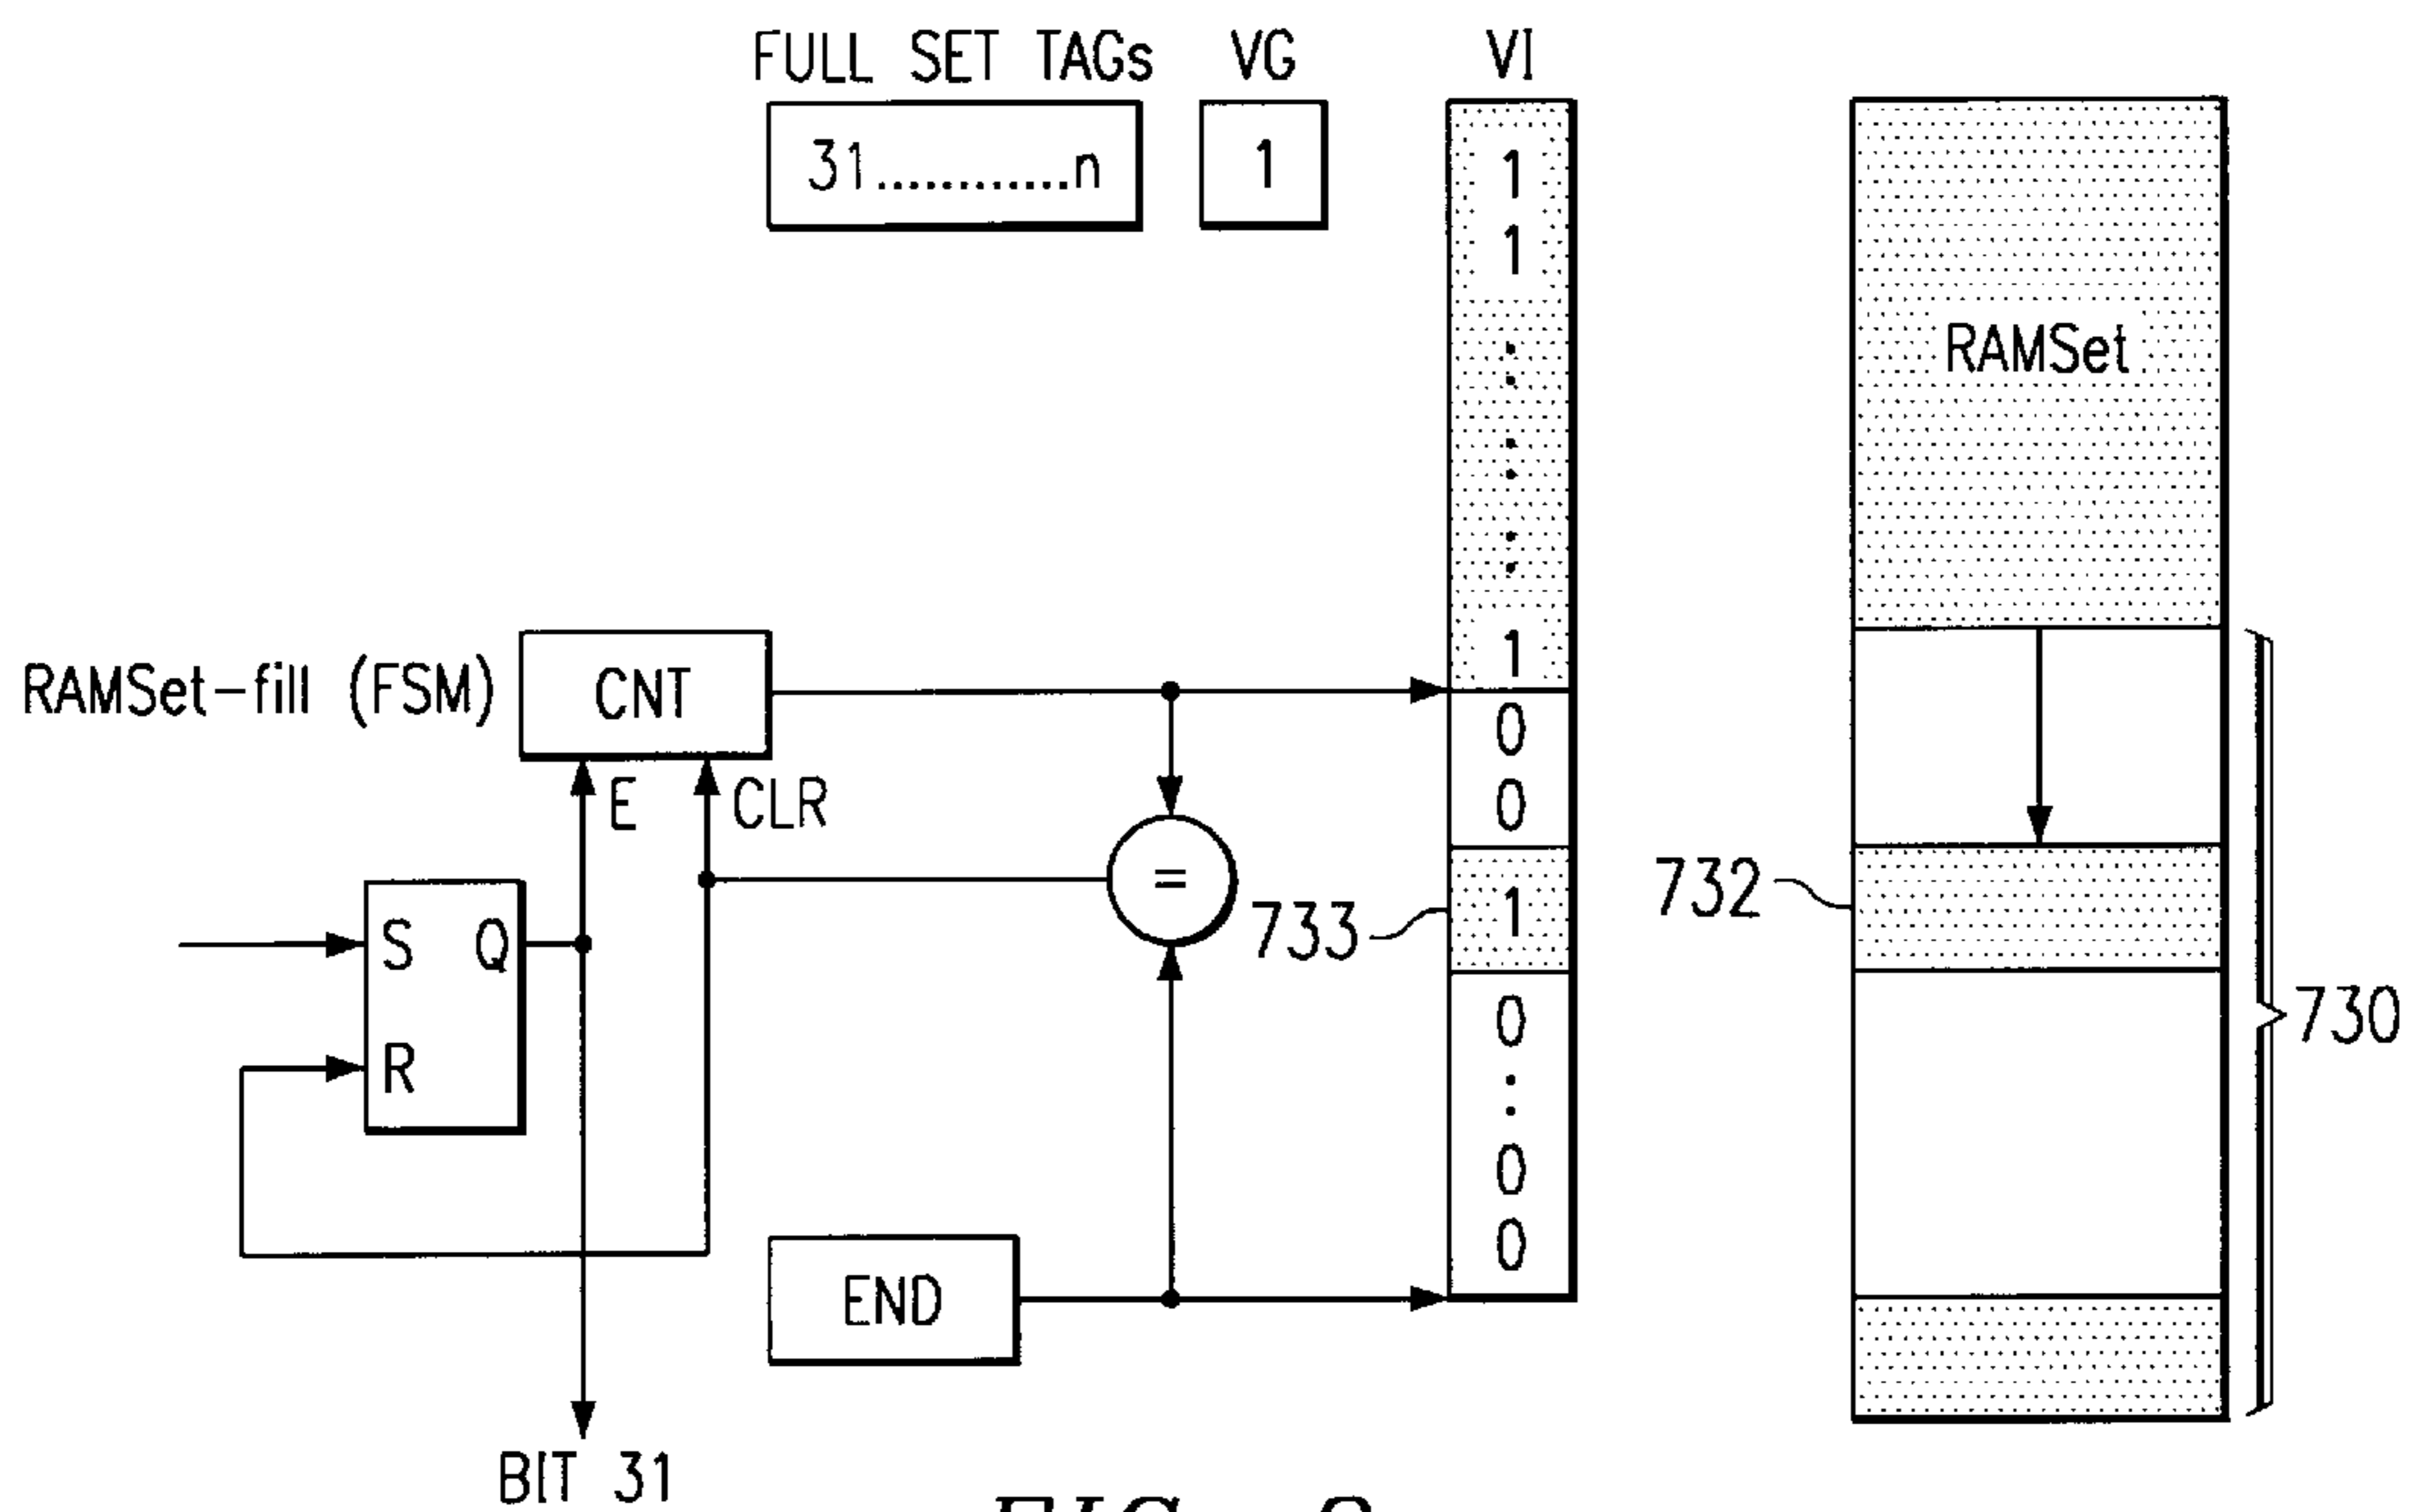 FULL SET TAGs VG VI
31............n 1 1
1
RAMSet
1
RAMSet-fill (FSM) CNT
0
E CLR 0
732
= 733 1
S Q
730
0
R
0
END 0
BIT 31